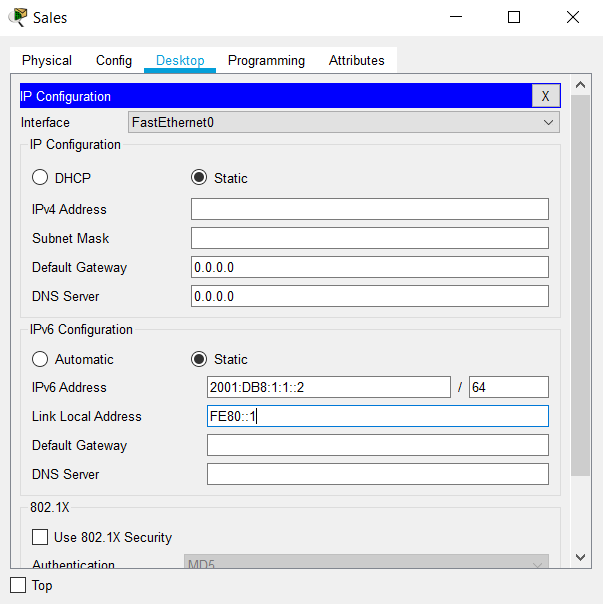 Sales
Physical Config Desktop Programming Attributes
IP Configuration X
Interface FastEthernet0
IP Configuration
DHCP Static
IPv4 Address
Subnet Mask
Default Gateway 0.0.0.0
DNS Server 0.0.0.0
IPv6 Configuration
Automatic Static
IPv6 Address 2001:DB8:1:1::2 / 64
Link Local Address FE80::1
Default Gateway
DNS Server
802.1X
Use 802.1X Security
Authentication MD5
Top